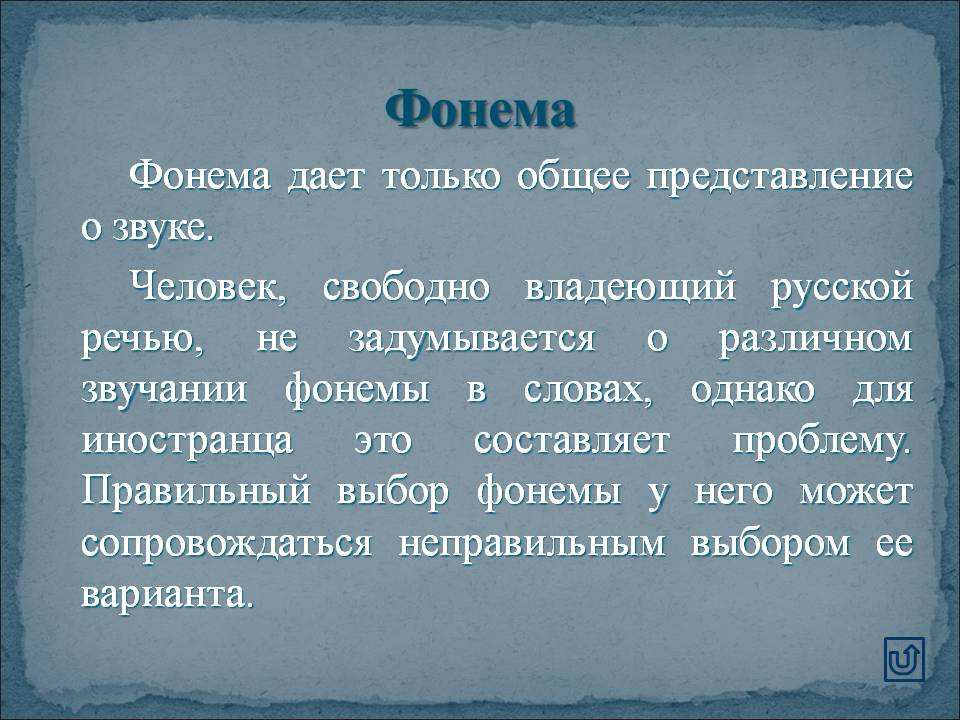 Фонема
Фонема дает только общее представление
о звуке.
Человек, свободно владеющий русской
речью, не задумывается о различном
звучании фонемы в словах, однако для
иностранца это составляет проблему.
Правильный выбор фонемы у него может
сопровождаться неправильным выбором ее
варианта.